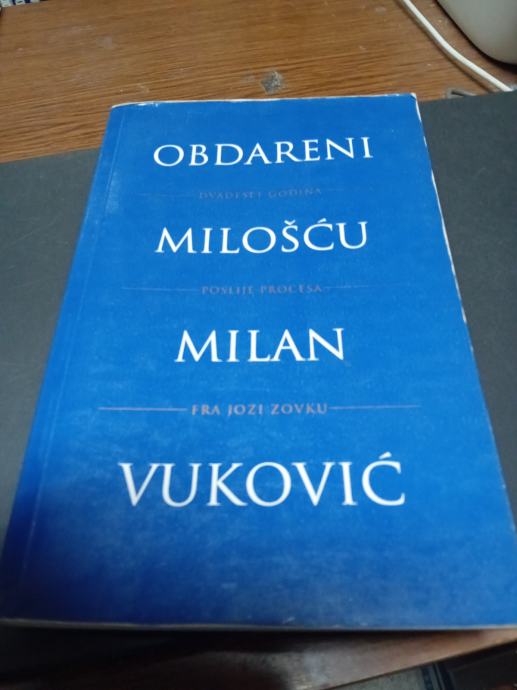 OBDARENI
DVADESET GODINA
MILOŠĆU
POSLIJE PROCESA
MILAN
FRA JOZI ZOVKU
VUKOVIĆ